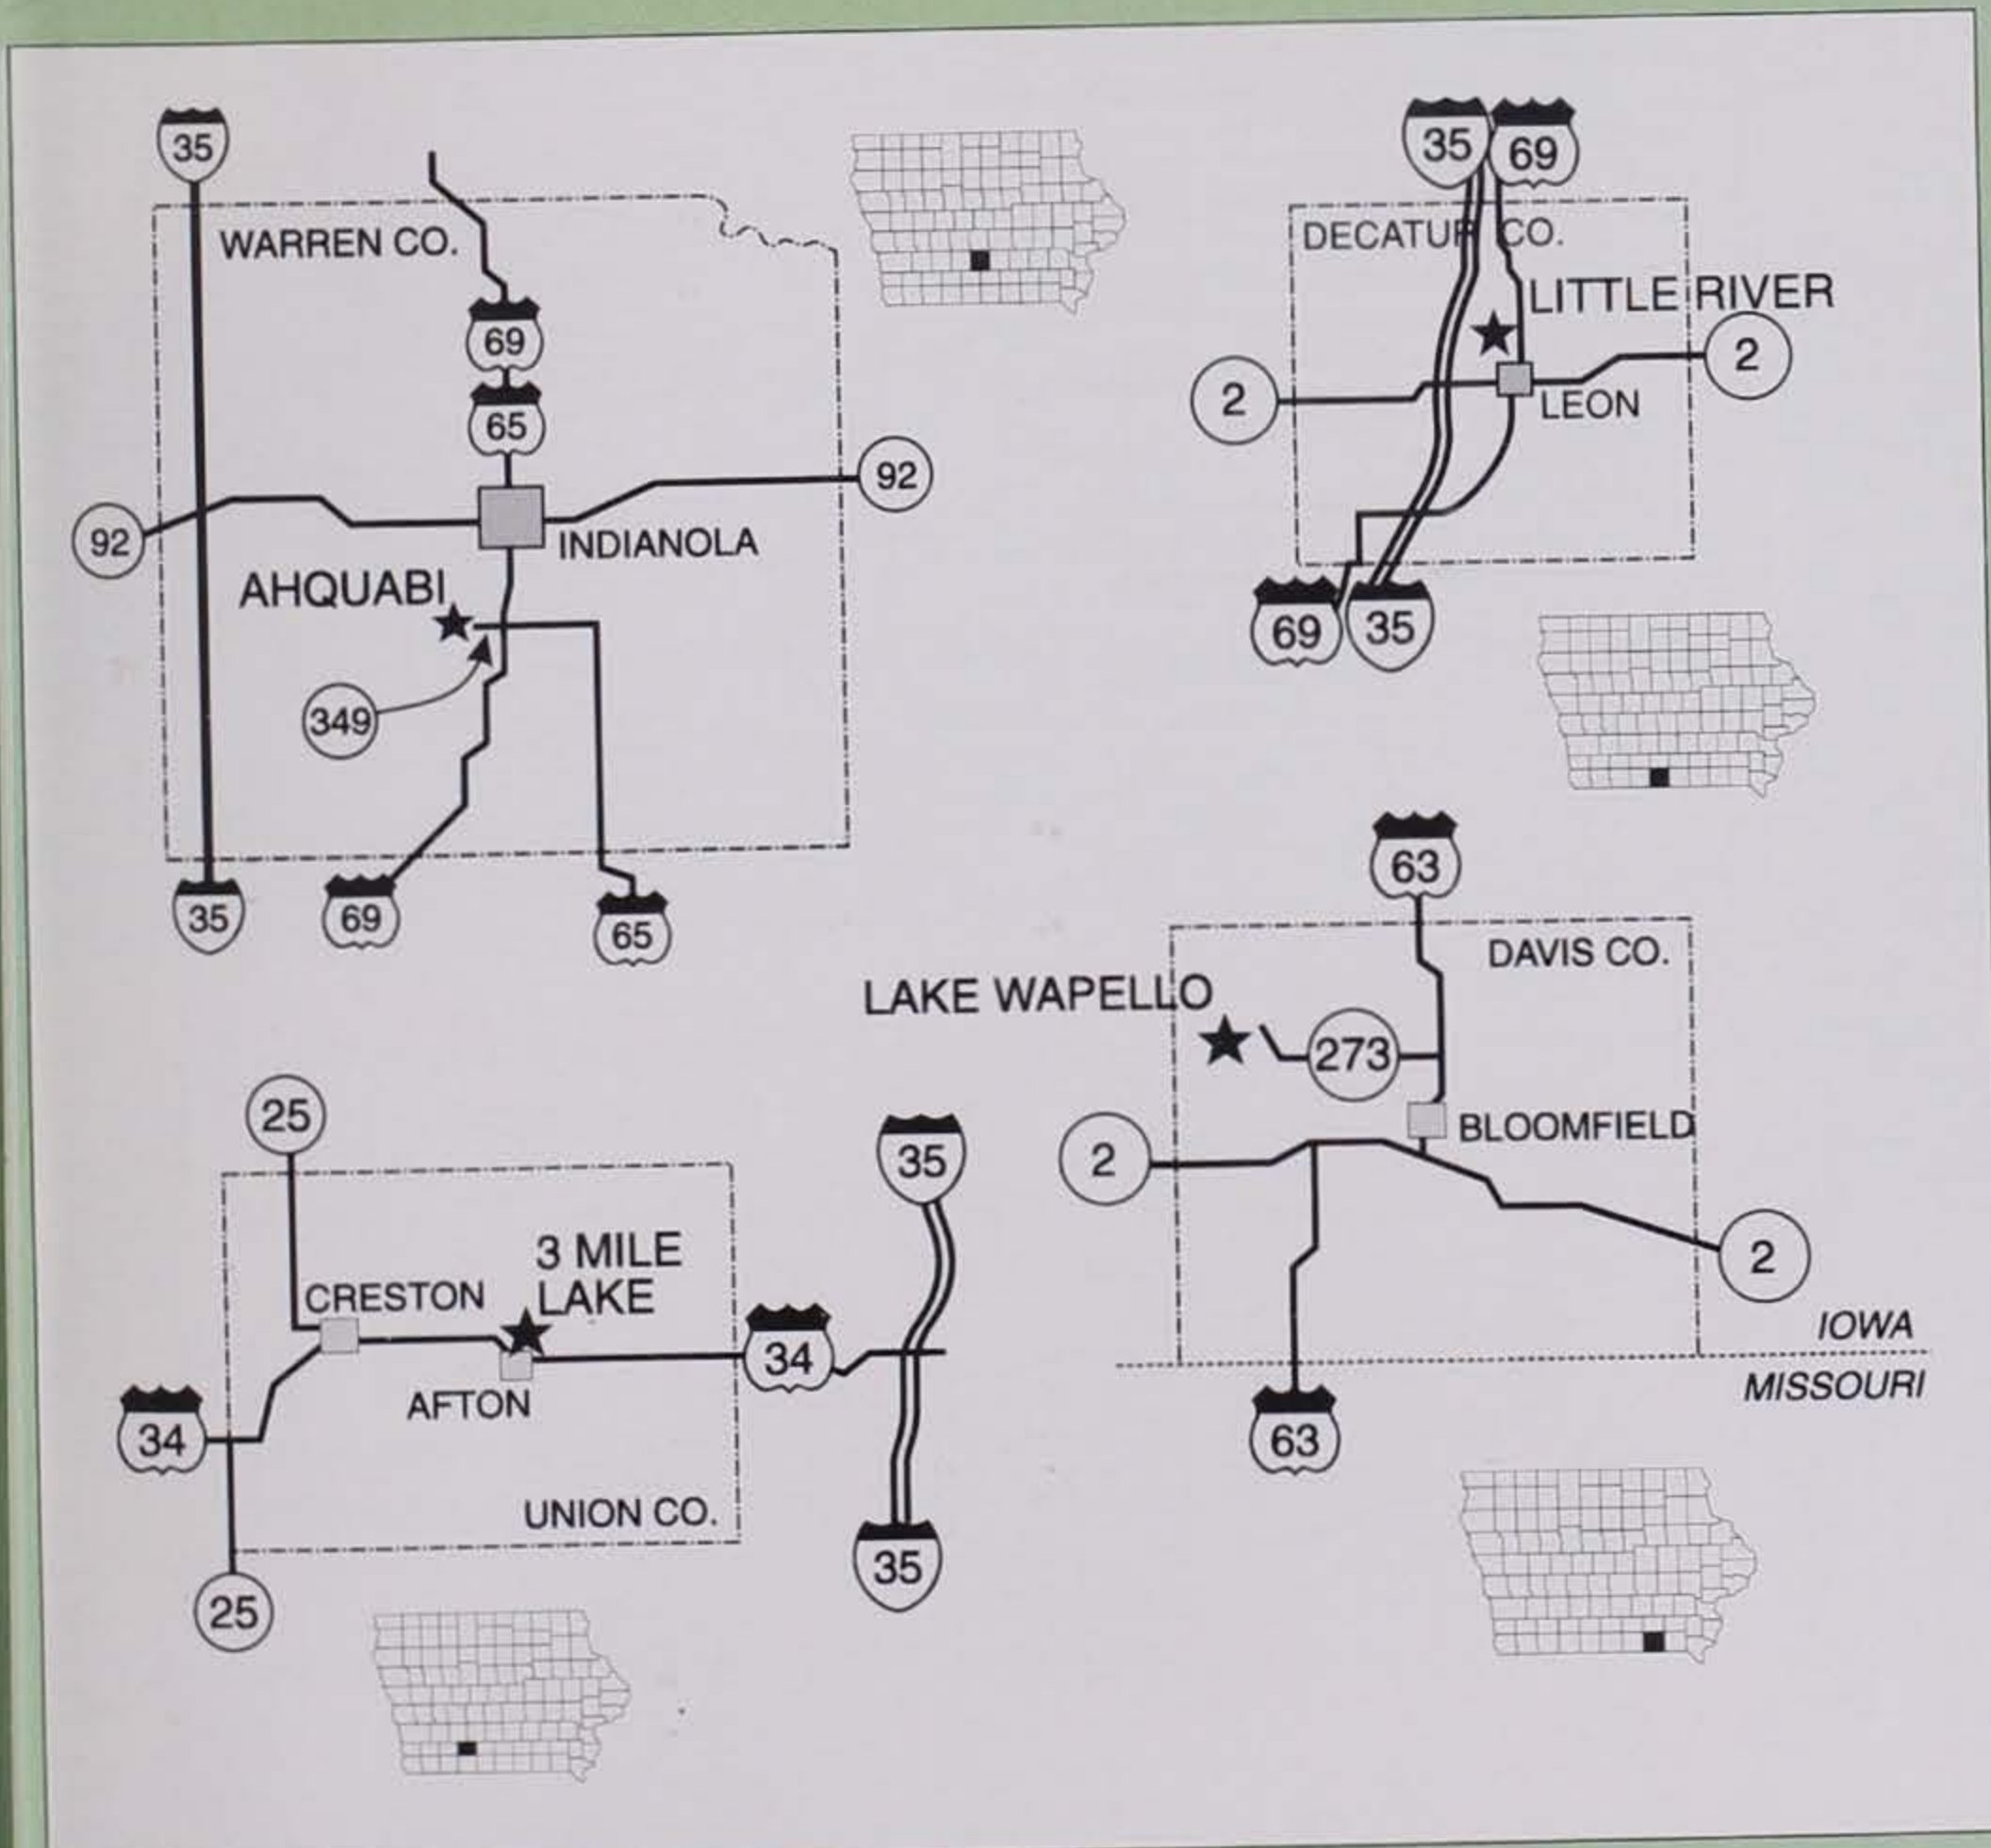 35
WARREN CO.
69
65
92
92
INDIANOLA
AHQUABI
349
35
69
65
35
69
DECATUR CO.
LITTLE RIVER
2
2
LEON
69
35
63
DAVIS CO.
LAKE WAPELLO
273
BLOOMFIELD
2
2
IOWA
MISSOURI
63
25
35
3 MILE
LAKE
CRESTON
34
AFTON
34
UNION CO.
35
25